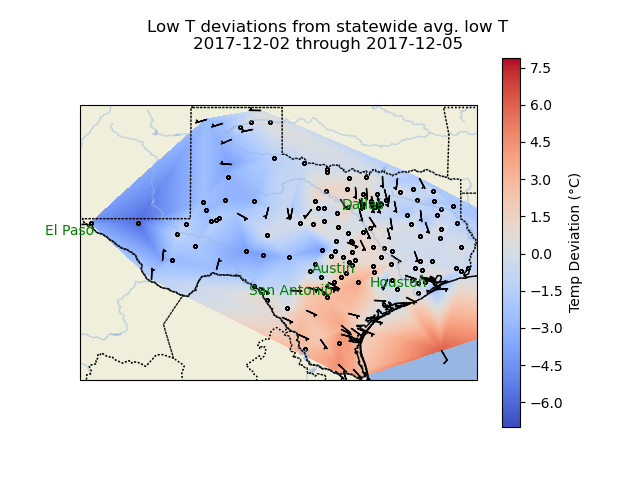 Low T deviations from statewide avg. low T
2017-12-02 through 2017-12-05
7.5
6.0
4.5
3.0
1.5
0.0
−1.5
−3.0
−4.5
−6.0
Temp Deviation (°C)
Dallas
El Paso
Austin
Houston
San Antonio